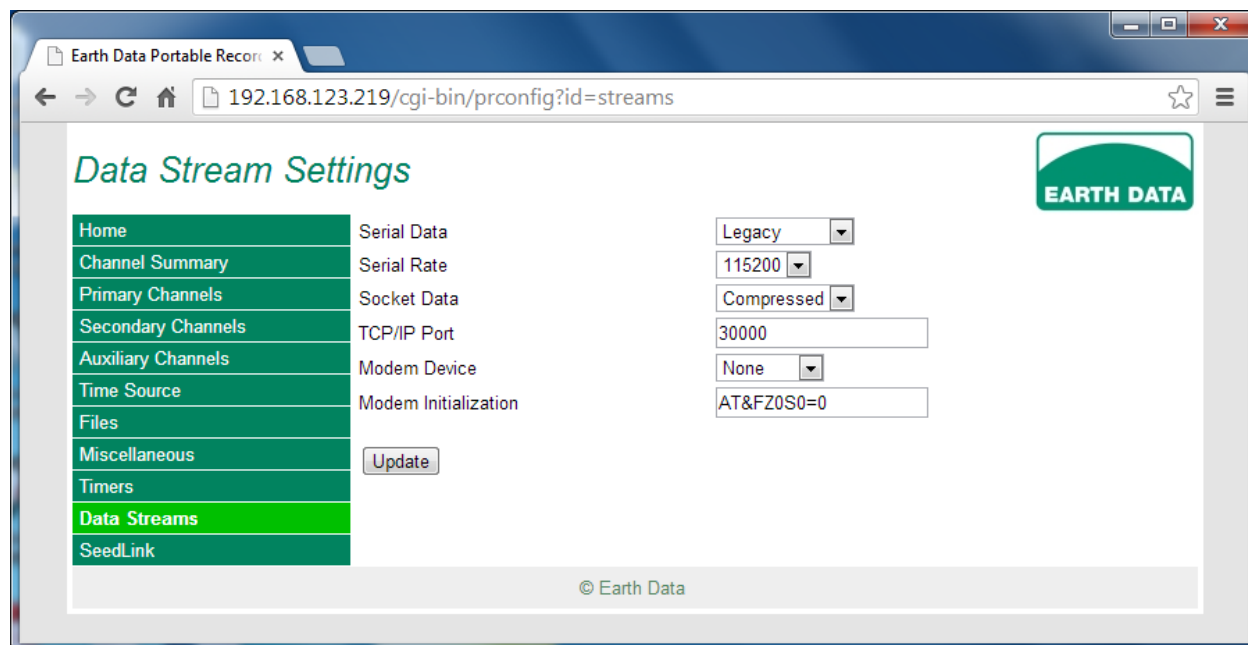 Earth Data Portable Recor
192.168.123.219/cgi-bin/prconfig?id=streams
Data Stream Settings
EARTH DATA
Home
Channel Summary
Primary Channels
Secondary Channels
Auxiliary Channels
Time Source
Files
Miscellaneous
Timers
Data Streams
SeedLink
Serial Data Legacy
Serial Rate 115200
Socket Data Compressed
TCP/IP Port 30000
Modem Device None
Modem Initialization AT&FZ0S0=0
Update
© Earth Data